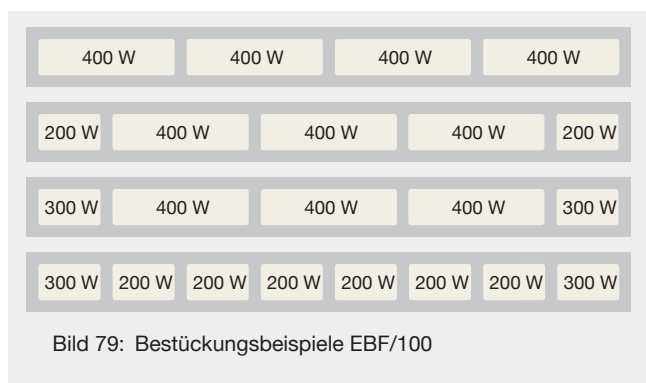 400 W 400 W 400 W 400 W
200 W 400 W 400 W 400 W 200 W
300 W 400 W 400 W 400 W 300 W
300 W 200 W 200 W 200 W 200 W 200 W 200 W 300 W
Bild 79: Bestückungsbeispiele EBF/100